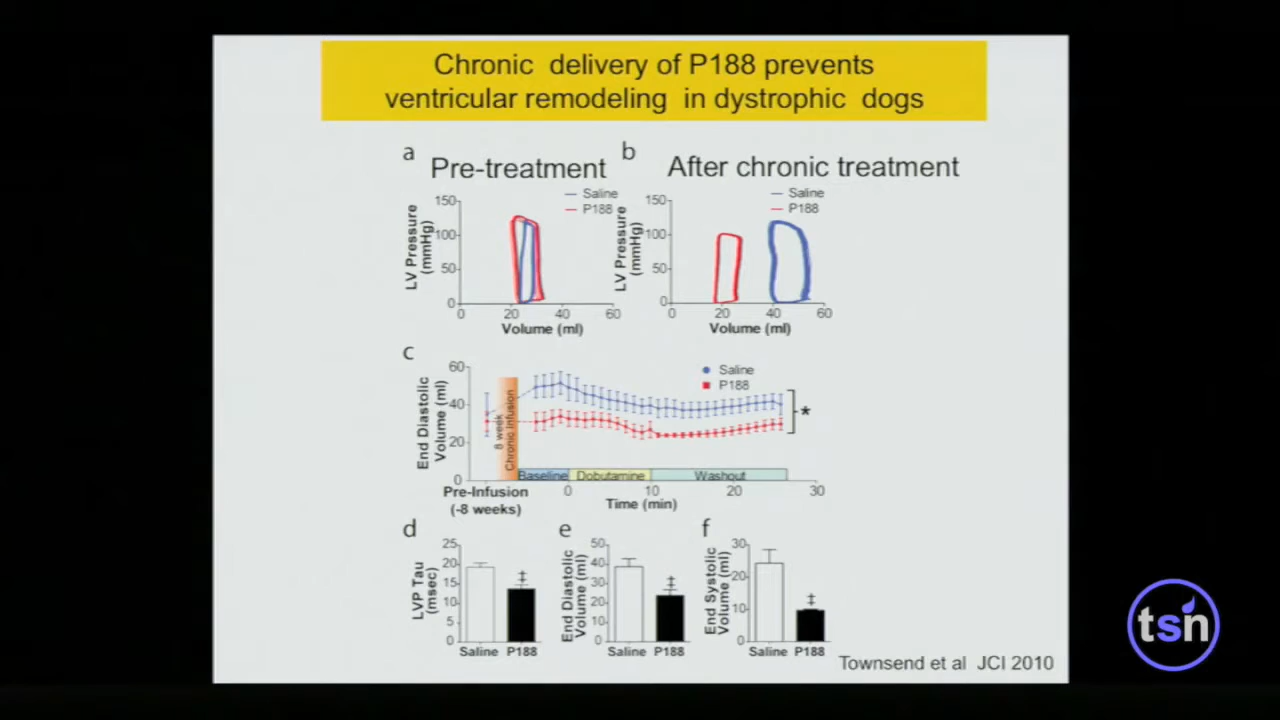 Chronic delivery of P188 prevents
ventricular remodeling in dystrophic dogs
a
Pre-treatment
b
After chronic treatment
Saline
P188
LV Pressure
(mmHg)
150
100
50
0
0 20 40 60
Volume (ml)
Saline
P188
LV Pressure
(mmHg)
150
100
50
0
0 20 40 60
Volume (ml)
c
Saline
P188
End Diastolic
Volume (ml)
60
40
20
0
8 week
Chronic Infusion
*
Baseline Dobutamine Washout
Pre-Infusion
(-8 weeks)
0 10 20 30
Time (min)
d
LVP Tau
(msec)
25
20
15
10
5
0
‡
Saline P188
e
End Diastolic
Volume (ml)
50
40
30
20
10
0
‡
Saline P188
f
End Systolic
Volume (ml)
30
20
10
0
‡
Saline P188
Townsend et al JCI 2010
tsn